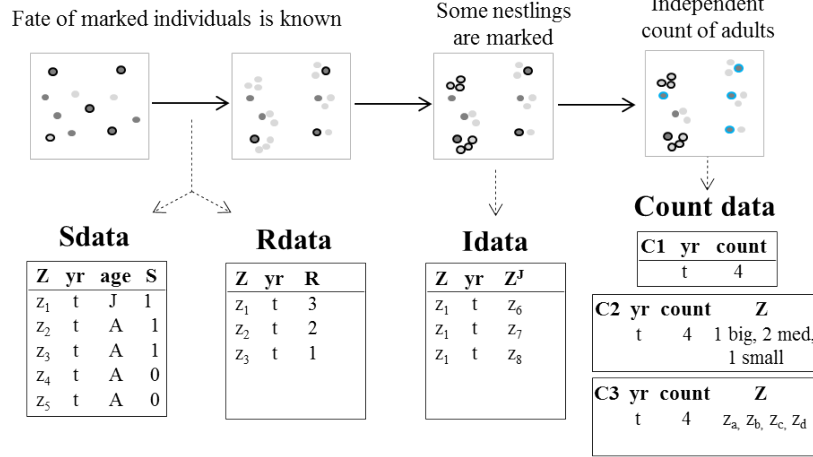 Fate of marked individuals is known
Some nestlings
are marked
Independent
count of adults
Sdata
Z yr age S
z1 t J 1
z2 t A 1
z3 t A 1
z4 t A 0
z5 t A 0
Rdata
Z yr R
z1 t 3
z2 t 2
z3 t 1
Idata
Z yr ZJ
z1 t z6
z1 t z7
z1 t z8
Count data
C1 yr count
t 4
C2 yr count Z
t 4 1 big, 2 med,
1 small
C3 yr count Z
t 4 za, zb, zc, zd